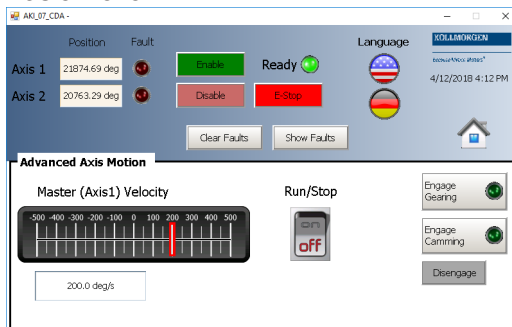 AKI_07_CDA -
Position Fault Language KOLLMORGEN
Because Motion Matters®
Axis 1 21874.69 deg Enable Ready
4/12/2018 4:12 PM
Axis 2 20763.29 deg Disable E-Stop
Clear Faults Show Faults
Advanced Axis Motion
Master (Axis1) Velocity Run/Stop Engage Gearing
-500 -400 -300 -200 -100 0 100 200 300 400 500
on
off
Engage Camming
Disengage
200.0 deg/s